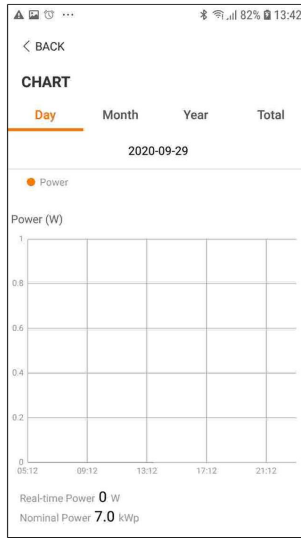 82% 13:42
< BACK
CHART
Day Month Year Total
2020-09-29
Power
Power (W)
1
0.8
0.6
0.4
0.2
0
05:12 09:12 13:12 17:12 21:12
Real-time Power 0 W
Nominal Power 7.0 kWp